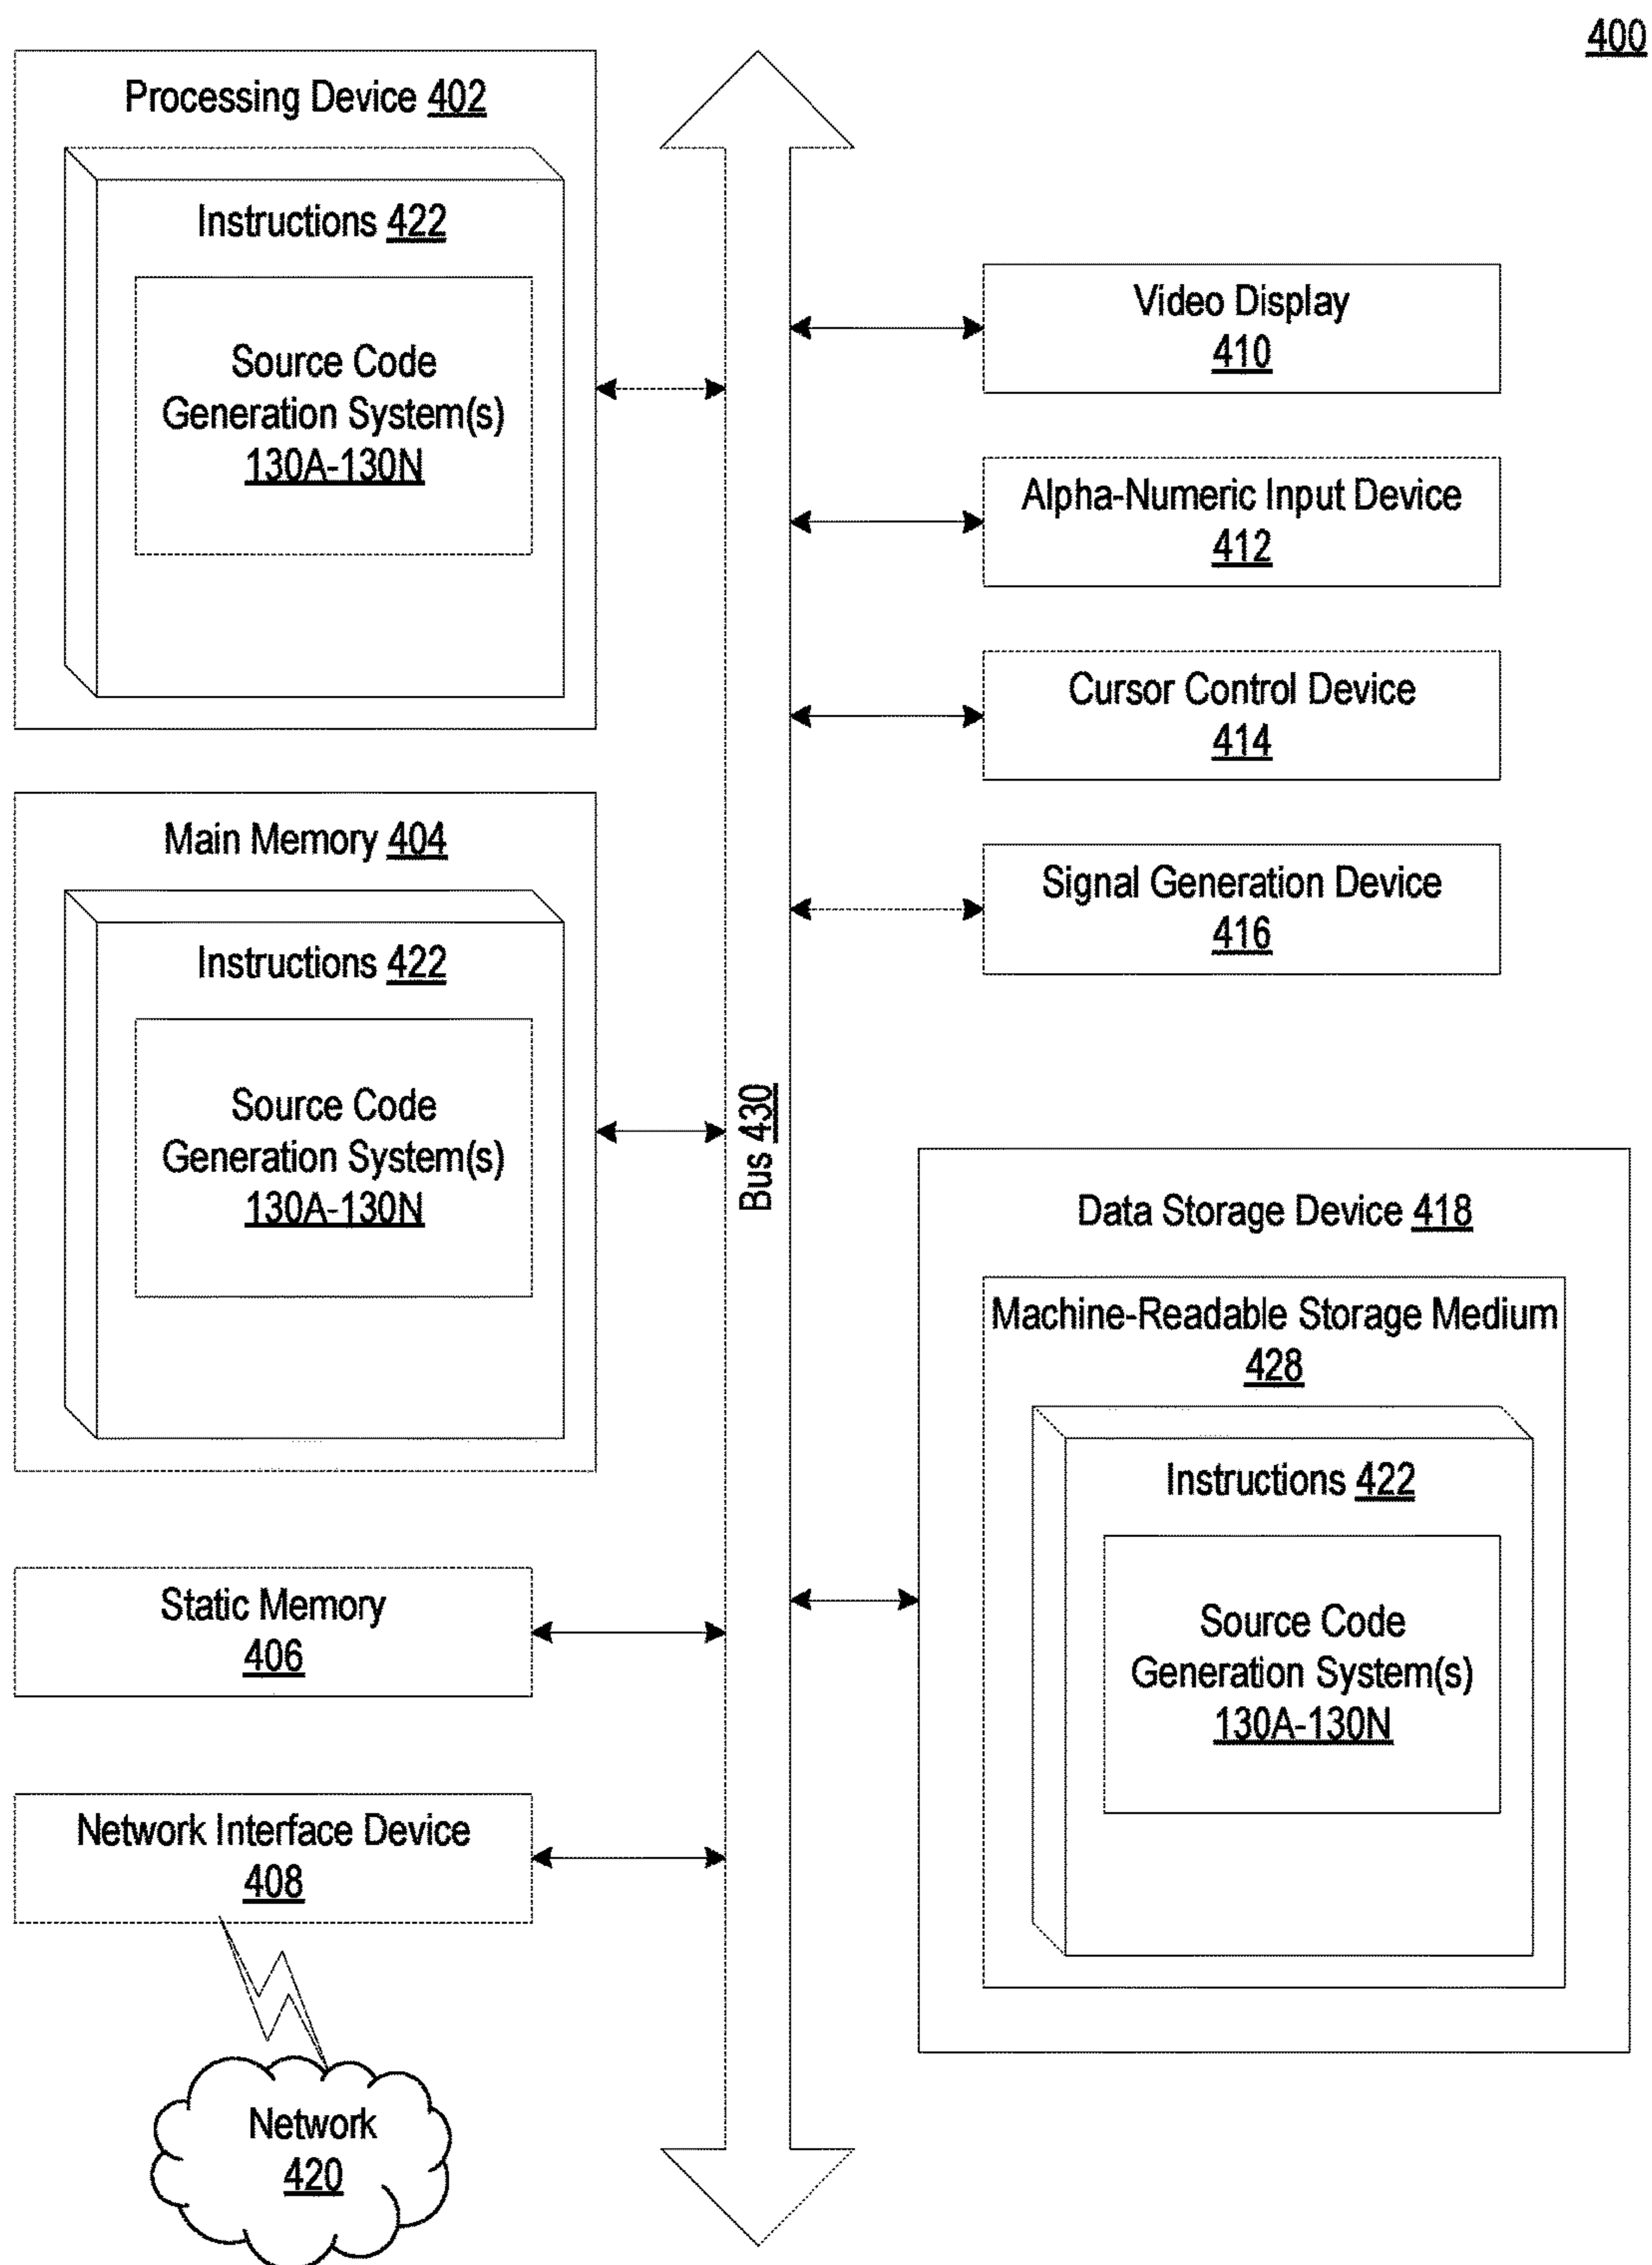 400
Processing Device 402
Instructions 422
Source Code
Generation System(s)
130A-130N
Main Memory 404
Instructions 422
Source Code
Generation System(s)
130A-130N
Static Memory
406
Network Interface Device
408
Network
420
Bus 430
Video Display
410
Alpha-Numeric Input Device
412
Cursor Control Device
414
Signal Generation Device
416
Data Storage Device 418
Machine-Readable Storage Medium
428
Instructions 422
Source Code
Generation System(s)
130A-130N